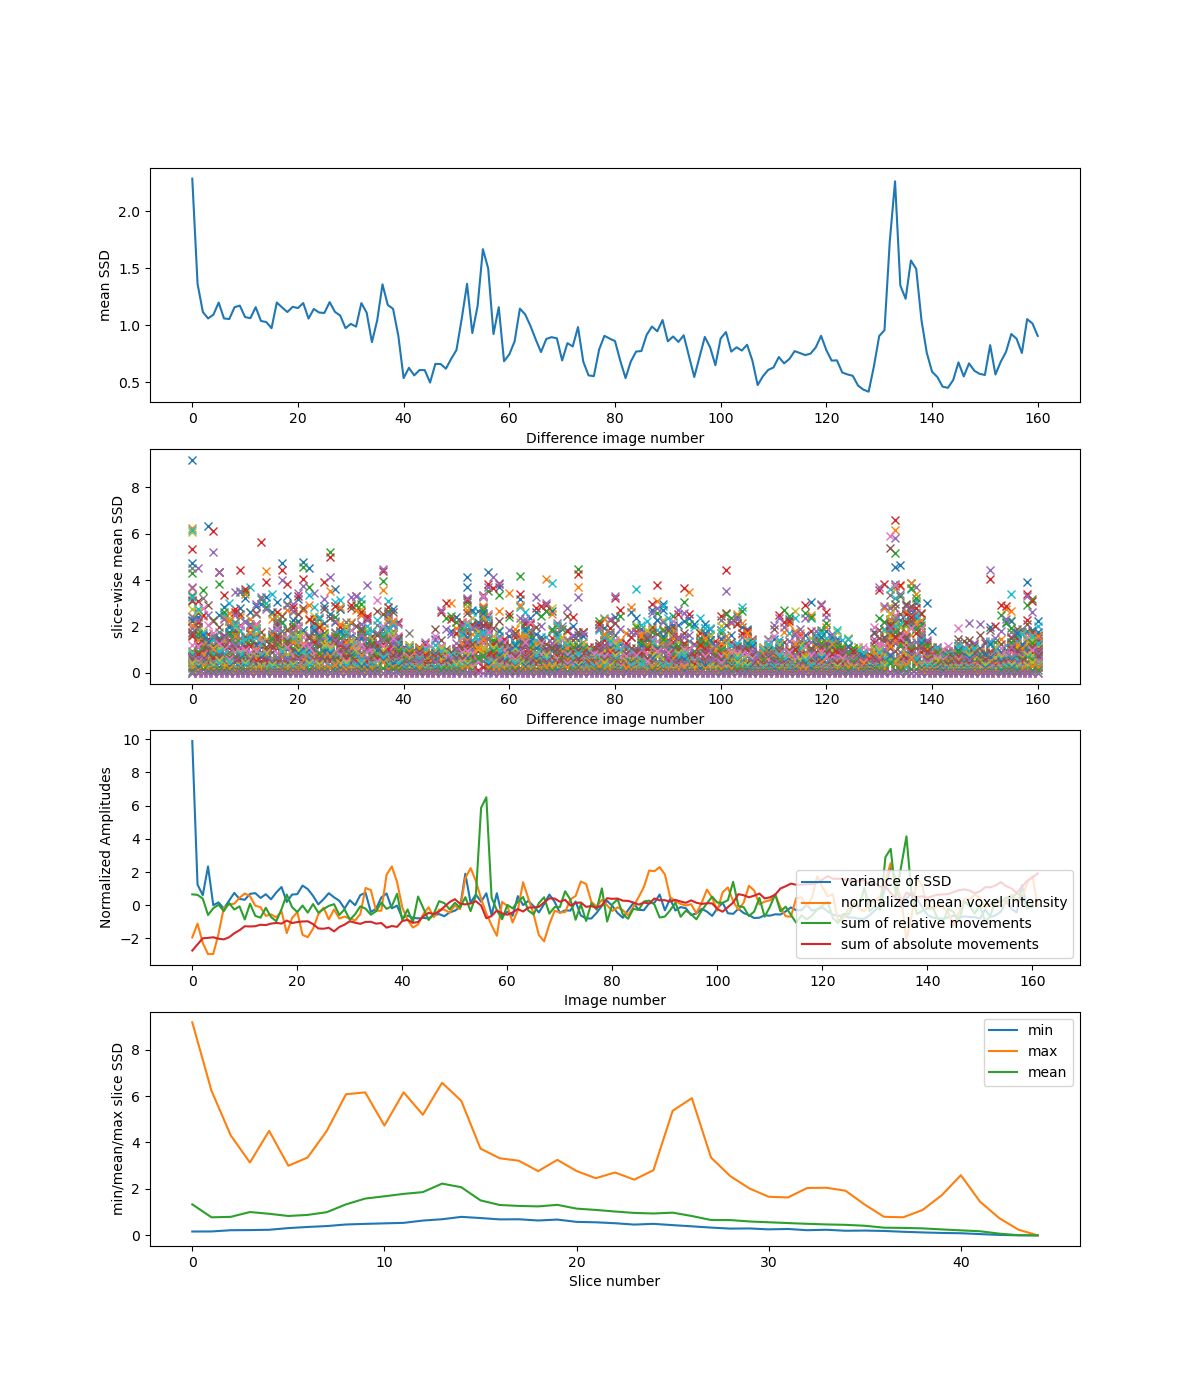 mean SSD
2.0
1.5
1.0
0.5
0 20 40 60 80 100 120 140 160
Difference image number
slice-wise mean SSD
8
6
4
2
0
0 20 40 60 80 100 120 140 160
Difference image number
Normalized Amplitudes
10
8
6
4
2
0
−2
variance of SSD
normalized mean voxel intensity
sum of relative movements
sum of absolute movements
0 20 40 60 80 100 120 140 160
Image number
min/mean/max slice SSD
8
6
4
2
0
min
max
mean
0 10 20 30 40
Slice number